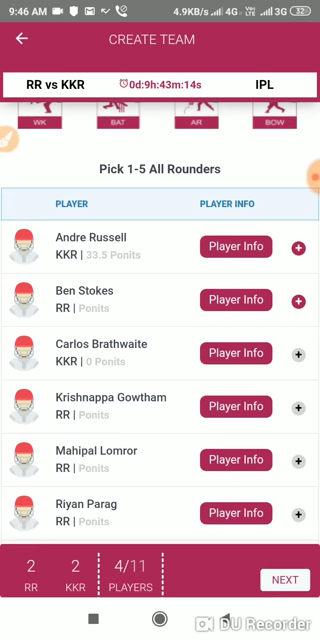 9:46 AM 4.9KB/s 4G VoLTE 3G 32
CREATE TEAM
RR vs KKR 0d:9h:43m:14s IPL
WK BAT AR BOW
Pick 1-5 All Rounders
PLAYER PLAYER INFO
Andre Russell
KKR | 33.5 Ponits
Player Info
Ben Stokes
RR | Ponits
Player Info
Carlos Brathwaite
KKR | 0 Ponits
Player Info
Krishnappa Gowtham
RR | Ponits
Player Info
Mahipal Lomror
RR | Ponits
Player Info
Riyan Parag
RR | Ponits
Player Info
2 2 4/11
RR KKR PLAYERS
NEXT
DU Recorder